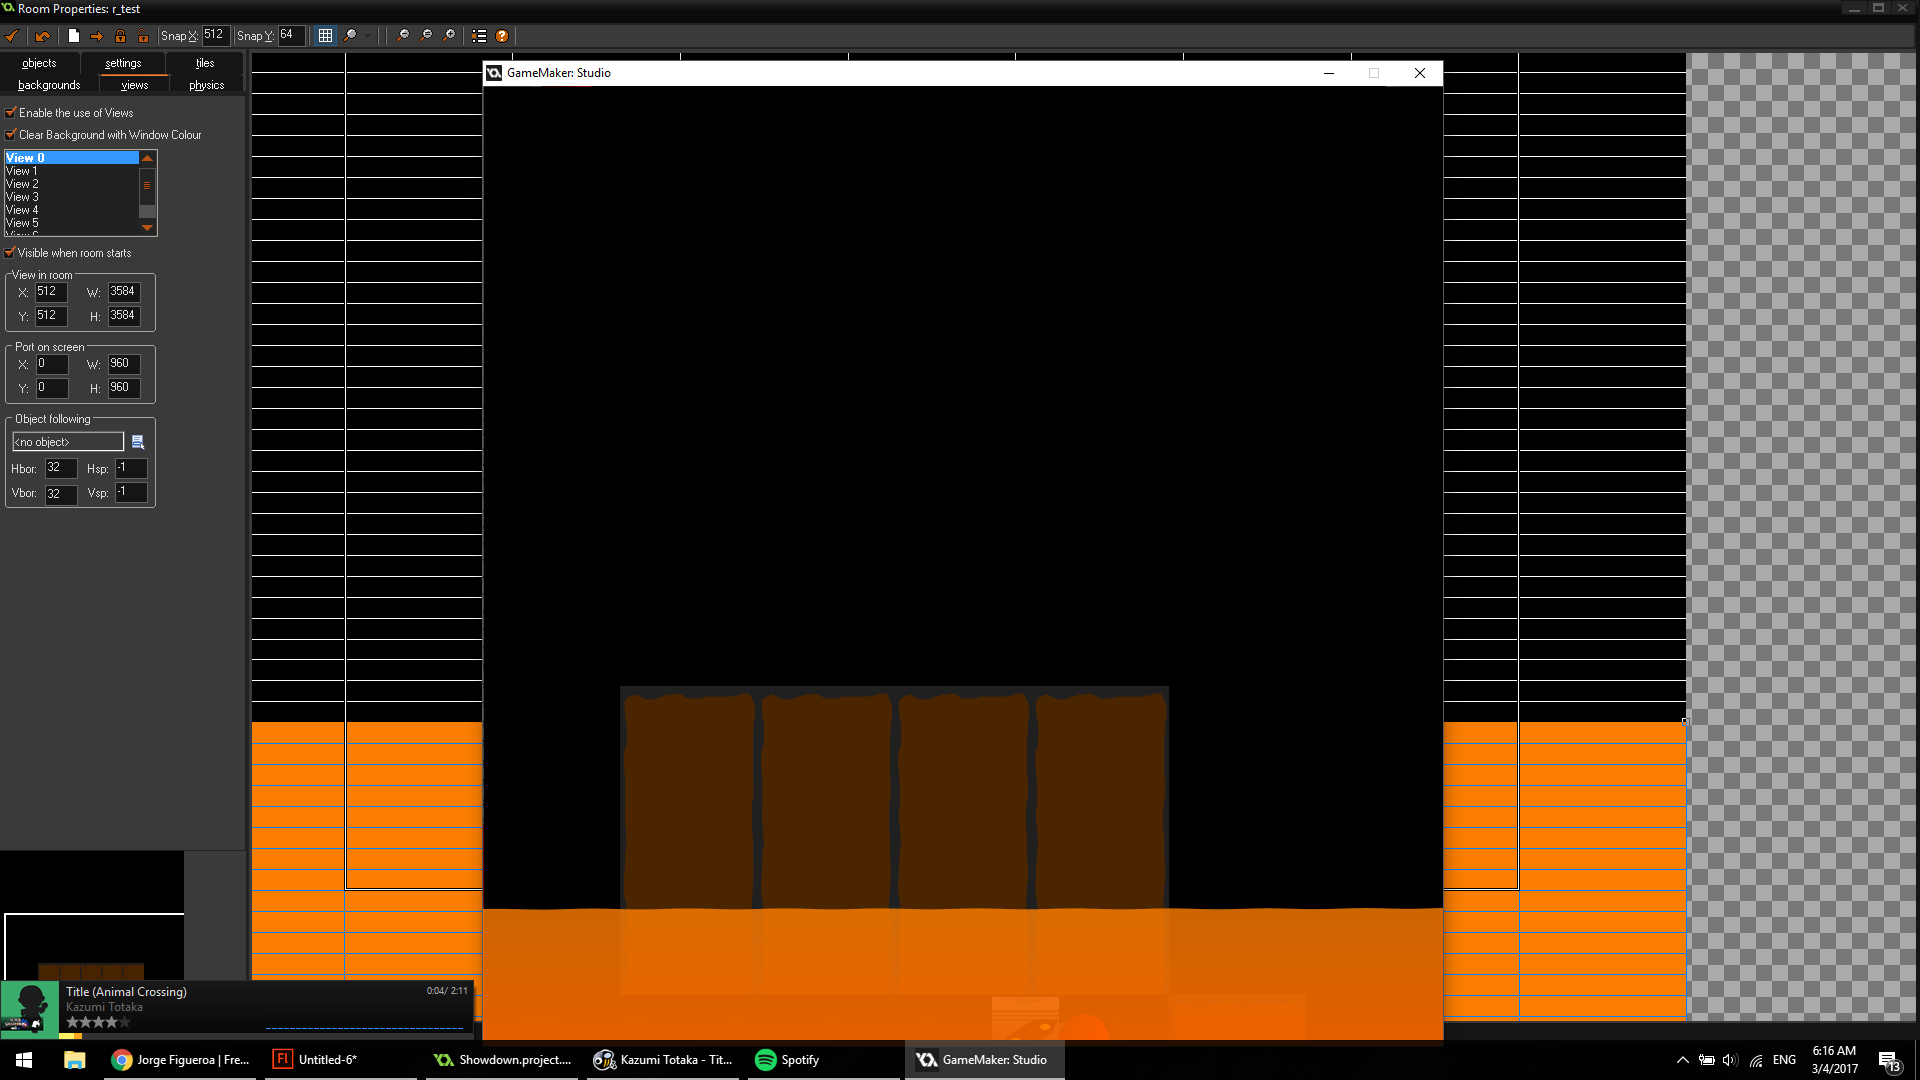 Room Properties: r_test
Snap X: 512 Snap Y: 64
objects settings tiles
backgrounds views physics
Enable the use of Views
Clear Background with Window Colour
View 0
View 1
View 2
View 3
View 4
View 5
Visible when room starts
View in room
X: 512 W: 3584
Y: 512 H: 3584
Port on screen
X: 0 W: 960
Y: 0 H: 960
Object following
<no object>
Hbor: 32 Hsp: -1
Vbor: 32 Vsp: -1
GameMaker: Studio
Title (Animal Crossing) 0:04/ 2:11
Kazumi Totaka
Jorge Figueroa | Fre...
Fl Untitled-6*
Showdown.project....
Kazumi Totaka - Tit...
Spotify
GameMaker: Studio
ENG
6:16 AM
3/4/2017
13